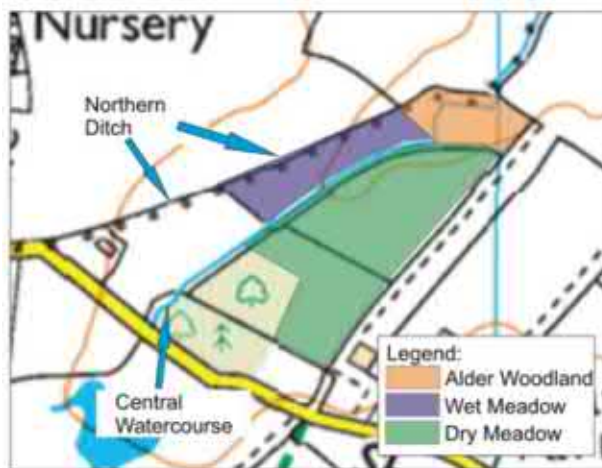 Nursery
Northern
Ditch
Central
Watercourse
Legend:
Alder Woodland
Wet Meadow
Dry Meadow